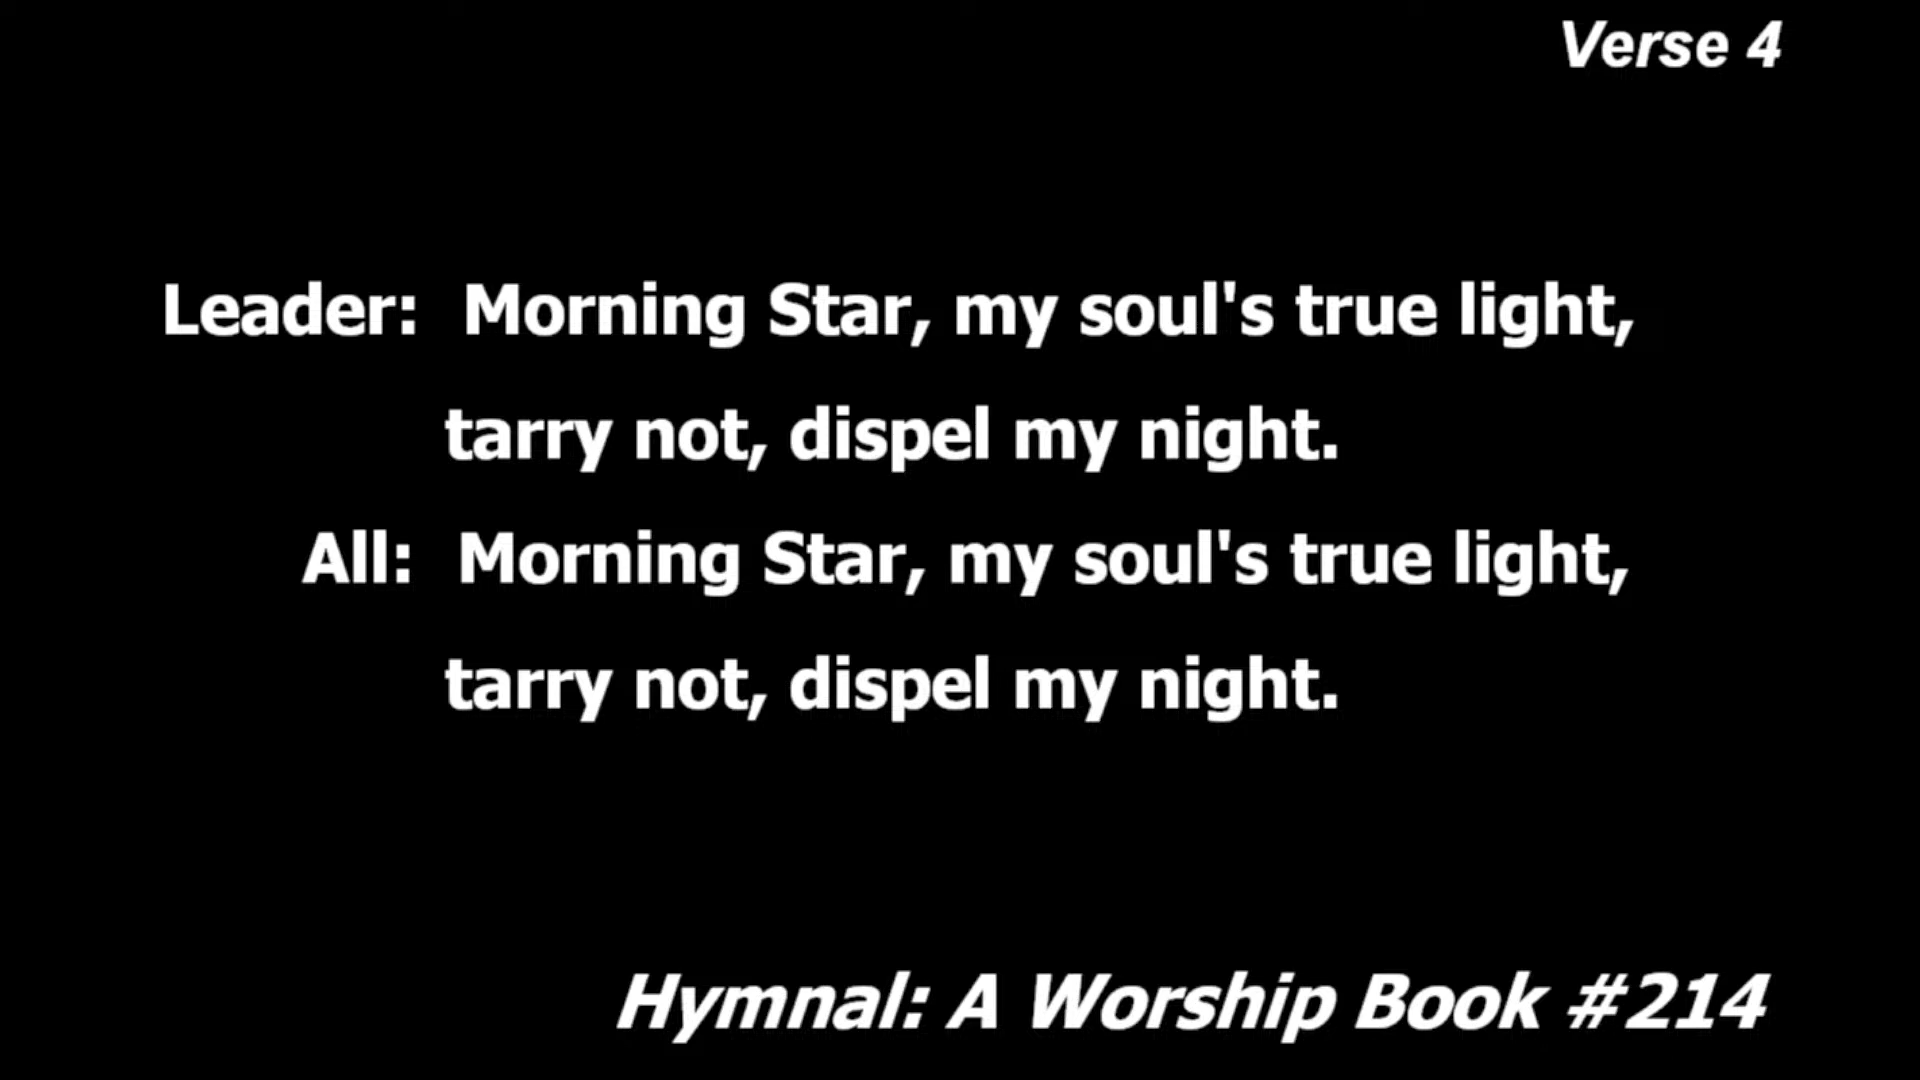 Verse 4
Leader: Morning Star, my soul's true light,
tarry not, dispel my night.
All: Morning Star, my soul's true light,
tarry not, dispel my night.
Hymnal: A Worship Book #214